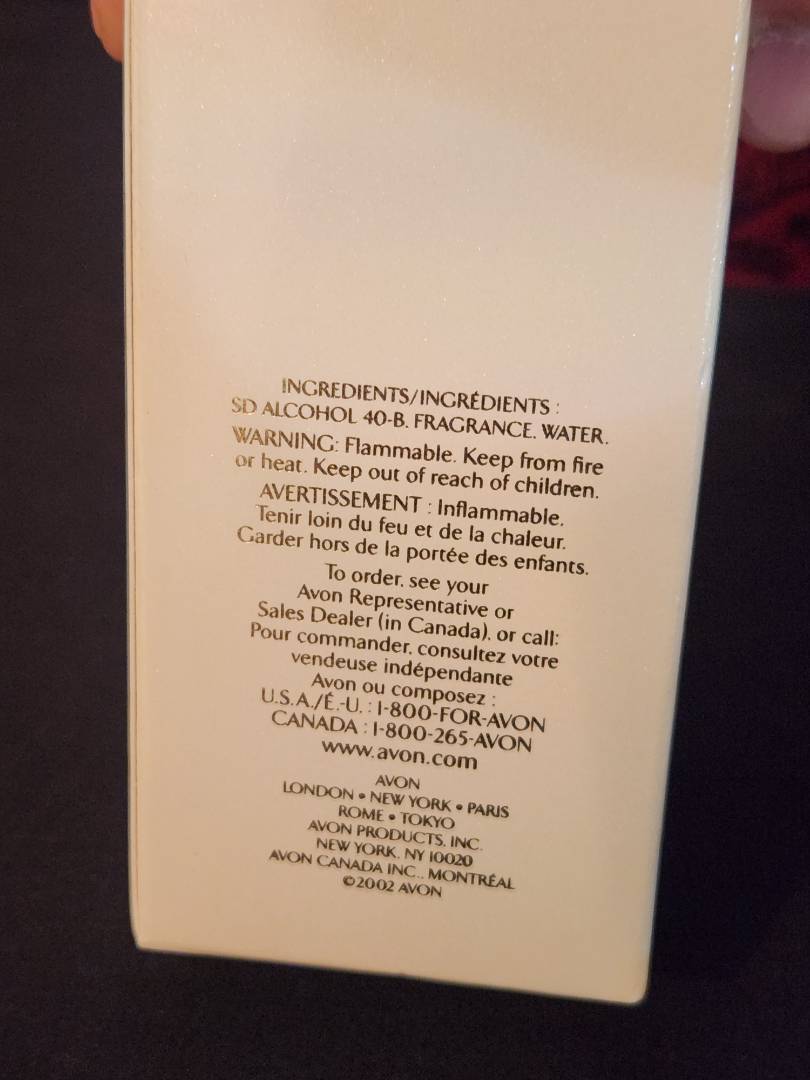 INGREDIENTS/INGRÉDIENTS :
SD ALCOHOL 40-B. FRAGRANCE. WATER.
WARNING: Flammable. Keep from fire
or heat. Keep out of reach of children.
AVERTISSEMENT : Inflammable.
Tenir loin du feu et de la chaleur.
Garder hors de la portée des enfants.
To order, see your
Avon Representative or
Sales Dealer (in Canada), or call:
Pour commander, consultez votre
vendeuse indépendante
Avon ou composez :
U.S.A./É.-U. : 1-800-FOR-AVON
CANADA : 1-800-265-AVON
www.avon.com
AVON
LONDON • NEW YORK • PARIS
ROME • TOKYO
AVON PRODUCTS, INC.
NEW YORK, NY 10020
AVON CANADA INC., MONTRÉAL
©2002 AVON